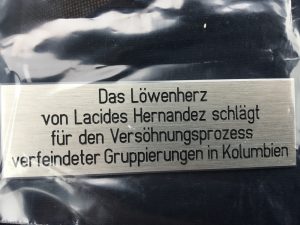 Das Löwenherz
von Lacides Hernandez schlägt
für den Versöhnungsprozess
verfeindeter Gruppierungen in Kolumbien